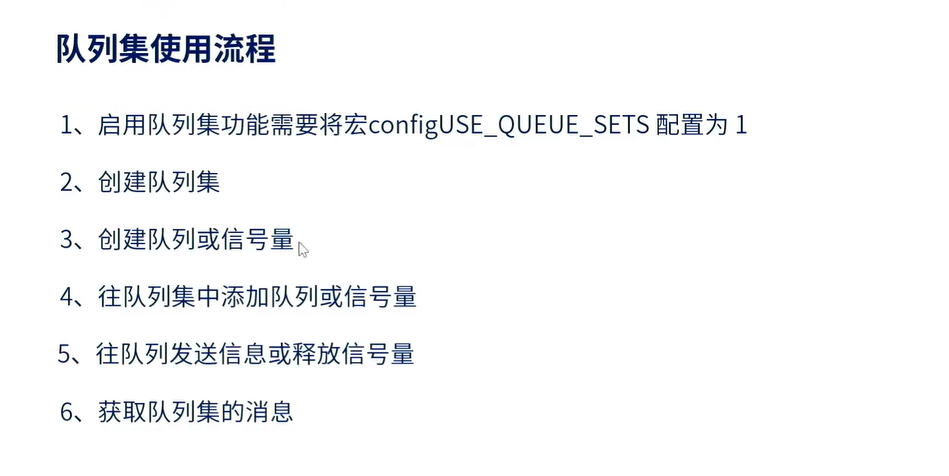 队列集使用流程
1、启用队列集功能需要将宏configUSE_QUEUE_SETS 配置为 1
2、创建队列集
3、创建队列或信号量
4、往队列集中添加队列或信号量
5、往队列发送信息或释放信号量
6、获取队列集的消息